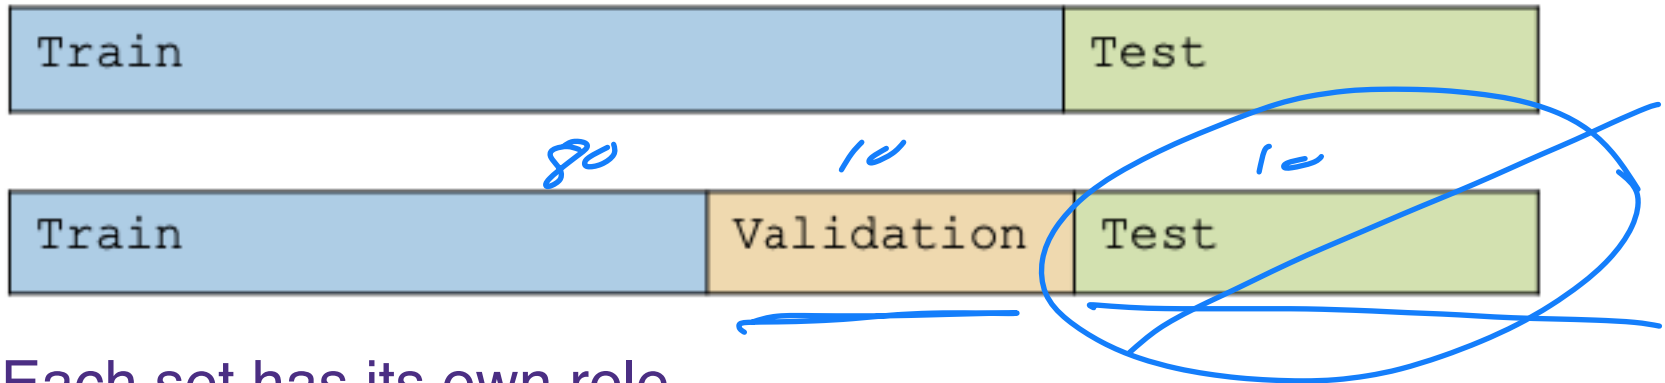 Train Test
80 10 10
Train Validation Test
Each set has its own role